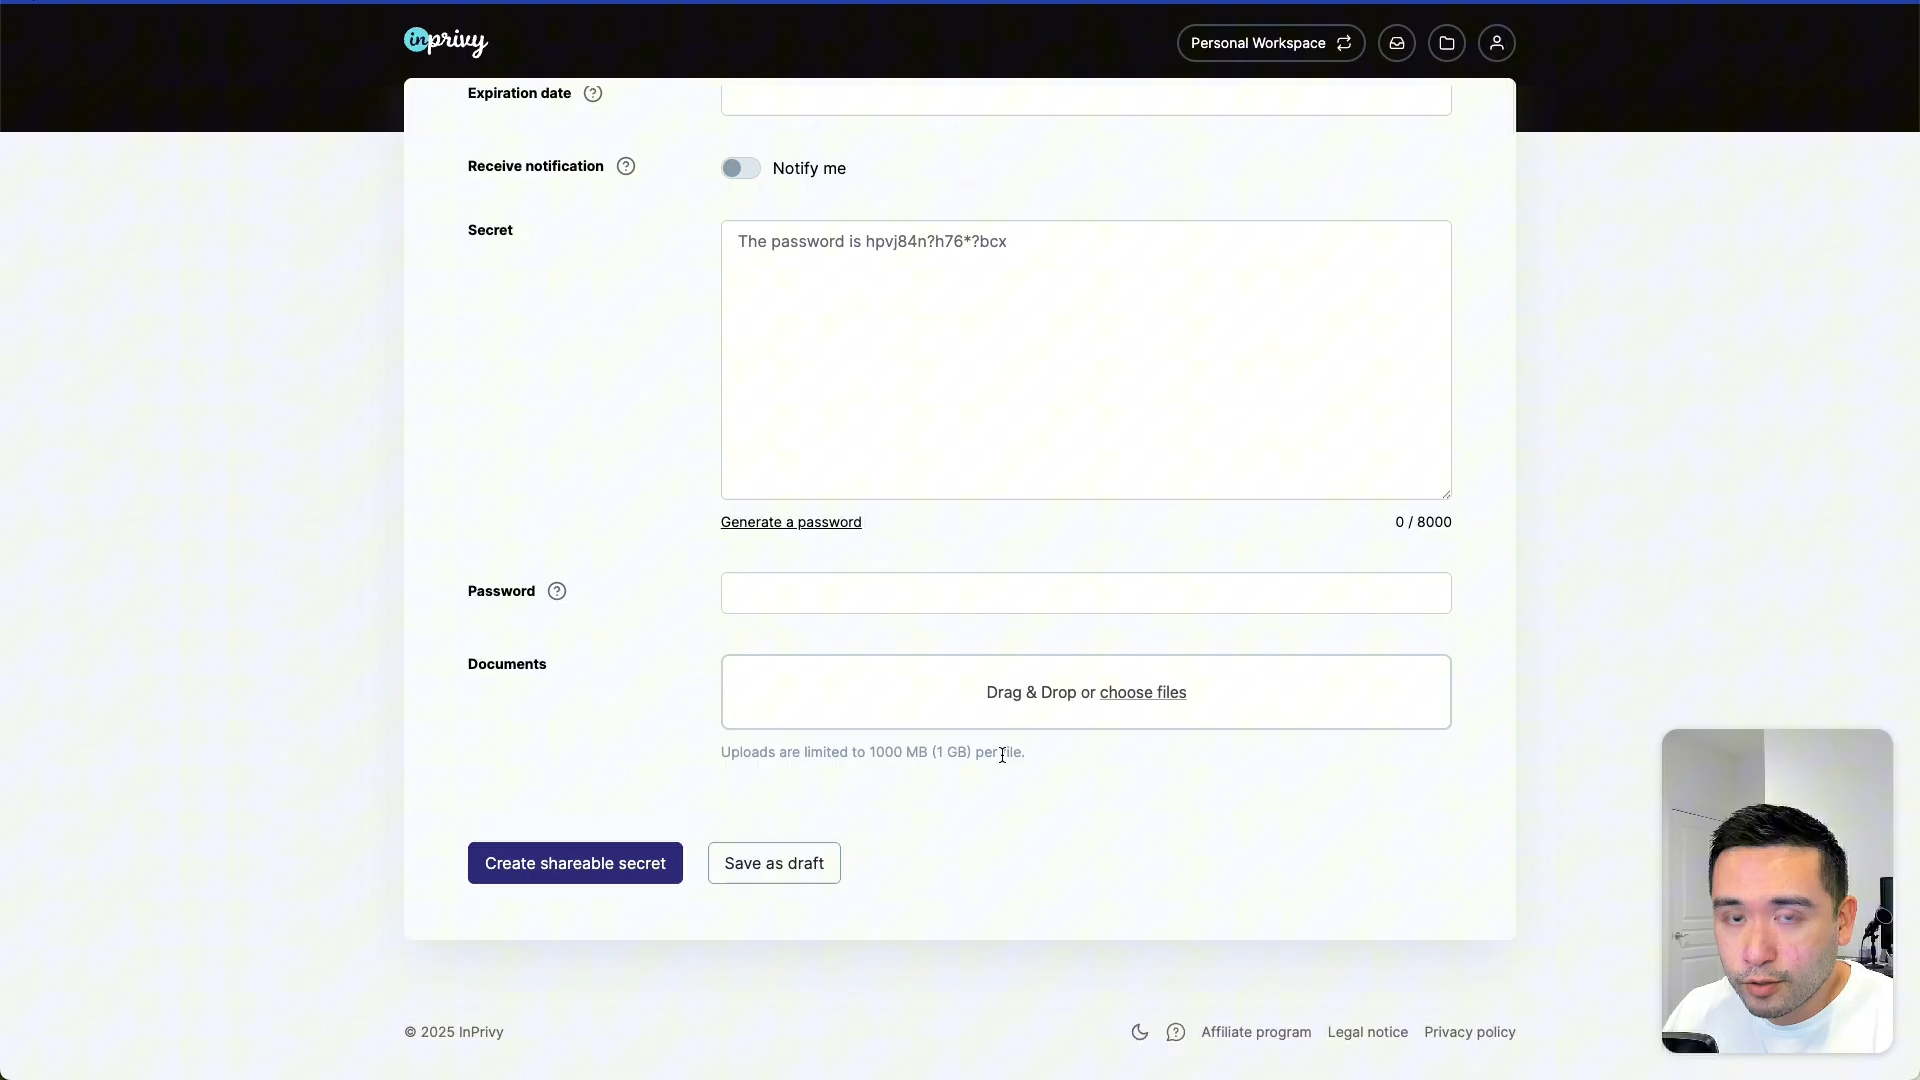 inprivy
Personal Workspace
Expiration date
Receive notification
Notify me
Secret
The password is hpvj84n?h76*?bcx
Generate a password
0 / 8000
Password
Documents
Drag & Drop or choose files
Uploads are limited to 1000 MB (1 GB) per file.
Create shareable secret
Save as draft
© 2025 InPrivy
Affiliate program
Legal notice
Privacy policy